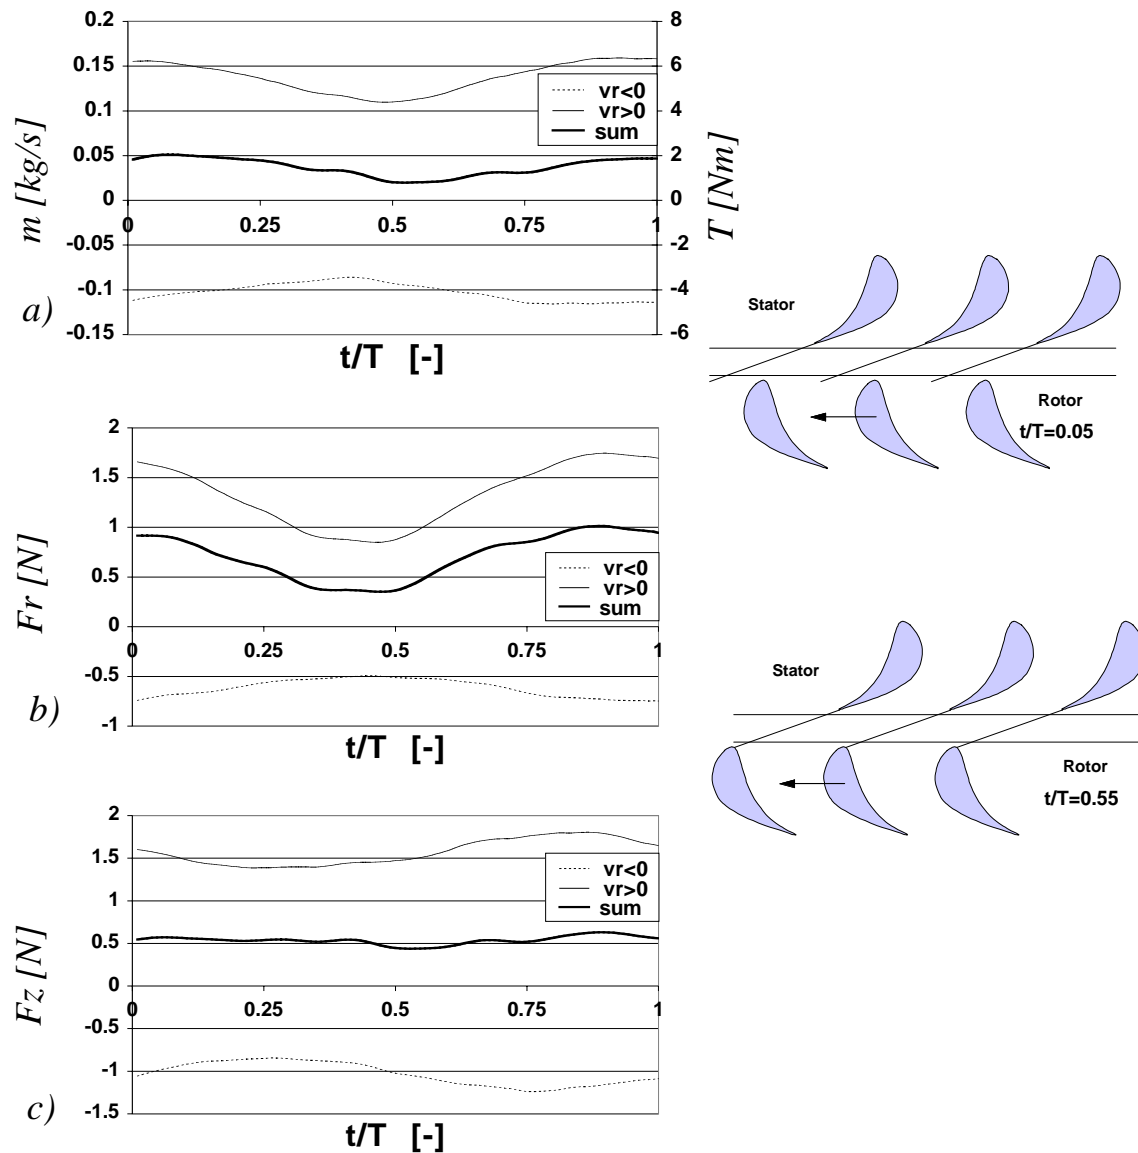 0.2
0.15
0.1
0.05
0
-0.05
-0.1
-0.15
m [kg/s]
8
6
4
2
0
-2
-4
-6
T [Nm]
vr<0
vr>0
sum
0 0.25 0.5 0.75 1
a)
t/T [-]
Stator
Rotor
t/T=0.05
2
1.5
1
0.5
0
-0.5
-1
Fr [N]
vr<0
vr>0
sum
0 0.25 0.5 0.75 1
b)
t/T [-]
Stator
Rotor
t/T=0.55
2
1.5
1
0.5
0
-0.5
-1
-1.5
Fz [N]
vr<0
vr>0
sum
0 0.25 0.5 0.75 1
c)
t/T [-]